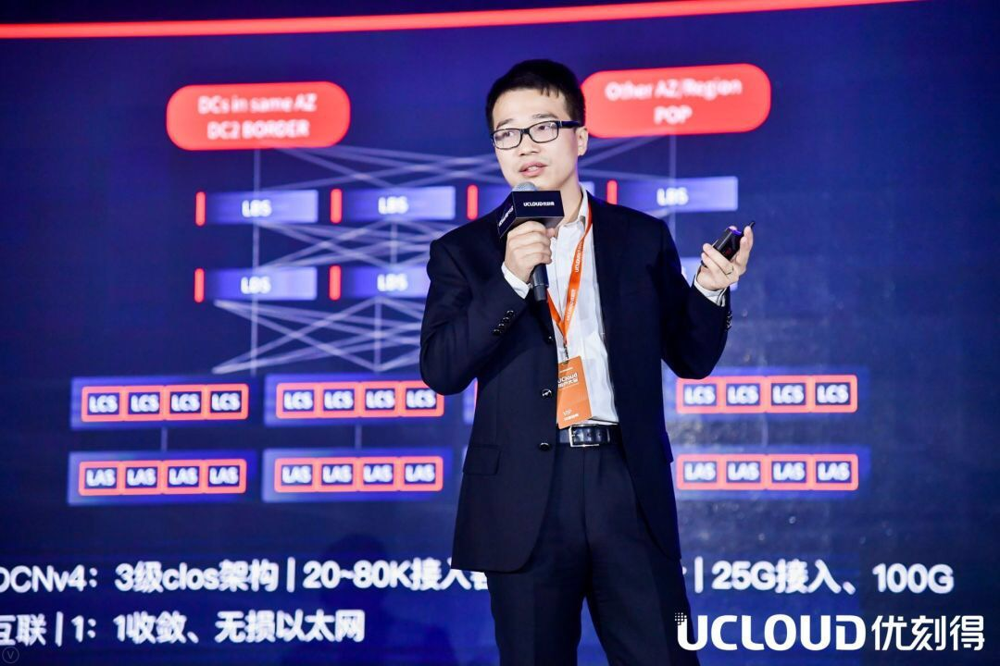 DCs in same AZ
DC2 BORDER
Other AZ/Region
POP
LBS LBS LBS
LBS LBS
UCLOUD优刻得
LCS LCS LCS LCS LCS LCS LCS LCS LCS LCS LCS LCS
LAS LAS LAS LAS LAS LAS LAS LAS LAS LAS LAS LAS
UCLOUD
VIP
DCNv4：3级clos架构 | 20~80K接入 | 25G接入、100G
互联 | 1：1收敛、无损以太网
UCLOUD优刻得